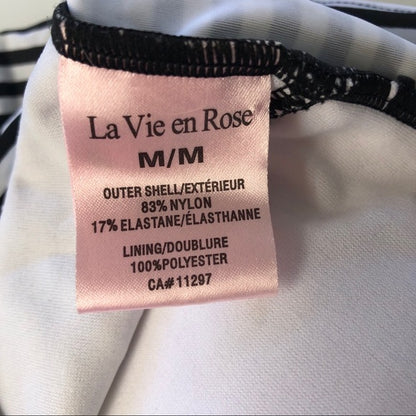 La Vie en Rose
M/M
OUTER SHELL/EXTÉRIEUR
83% NYLON
17% ELASTANE/ÉLASTHANNE
LINING/DOUBLURE
100%POLYESTER
CA#11297